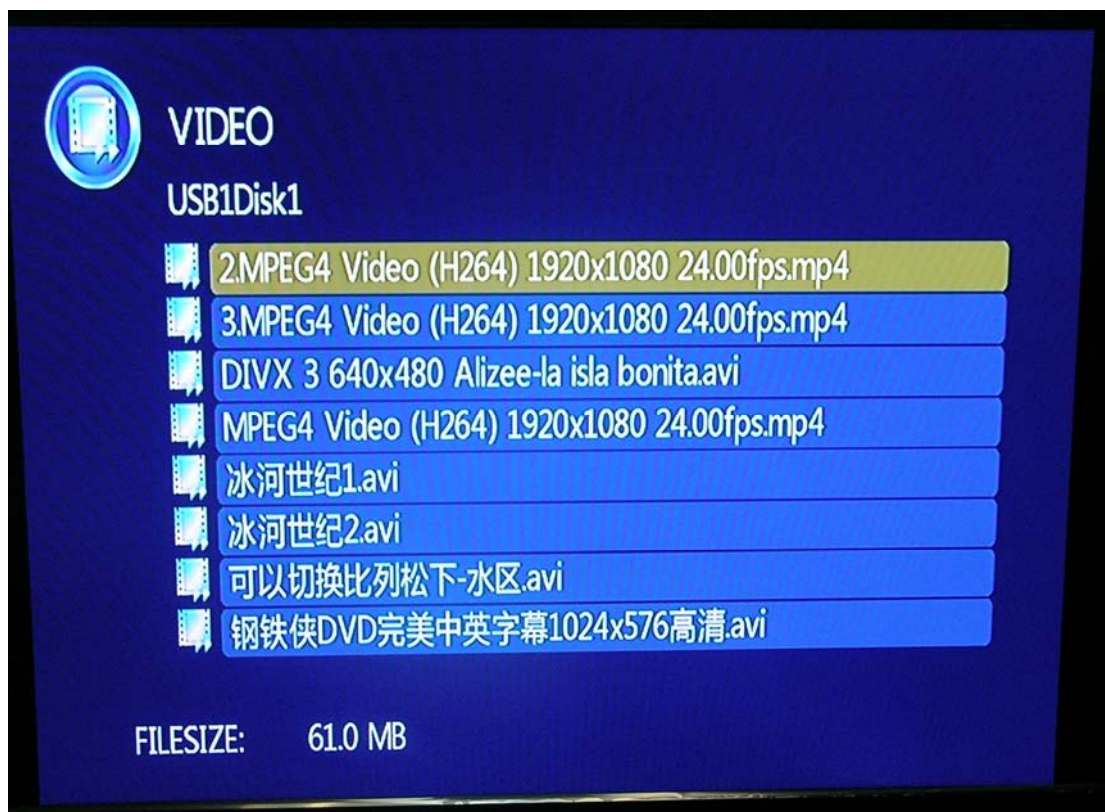 VIDEO
USB1Disk1
2.MPEG4 Video (H264) 1920x1080 24.00fps.mp4
3.MPEG4 Video (H264) 1920x1080 24.00fps.mp4
DIVX 3 640x480 Alizee-la isla bonita.avi
MPEG4 Video (H264) 1920x1080 24.00fps.mp4
冰河世纪1.avi
冰河世纪2.avi
可以切换比列松下-水区.avi
钢铁侠DVD完美中英字幕1024x576高清.avi
FILESIZE: 61.0 MB